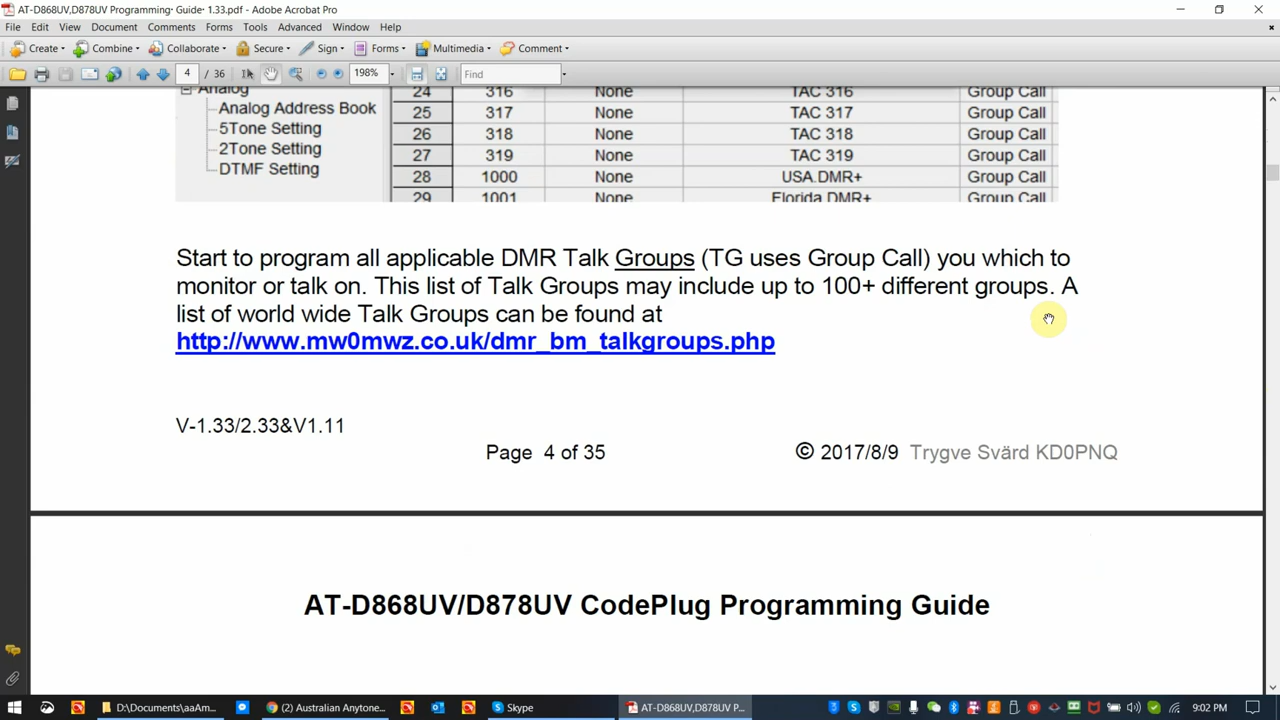 AT-D868UV,D878UV Programming· Guide· 1.33.pdf - Adobe Acrobat Pro
File Edit View Document Comments Forms Tools Advanced Window Help
Create Combine Collaborate Secure Sign Forms Multimedia Comment
4 / 36 198% Find
Analog
Analog Address Book
5Tone Setting
2Tone Setting
DTMF Setting
24 316 None TAC 316 Group Call
25 317 None TAC 317 Group Call
26 318 None TAC 318 Group Call
27 319 None TAC 319 Group Call
28 1000 None USA.DMR+ Group Call
29 1001 None Florida DMR+ Group Call
Start to program all applicable DMR Talk Groups (TG uses Group Call) you which to
monitor or talk on. This list of Talk Groups may include up to 100+ different groups. A
list of world wide Talk Groups can be found at
http://www.mw0mwz.co.uk/dmr_bm_talkgroups.php
V-1.33/2.33&V1.11
Page 4 of 35 © 2017/8/9 Trygve Svärd KD0PNQ
AT-D868UV/D878UV CodePlug Programming Guide
D:\Documents\aaAm... (2) Australian Anytone... Skype AT-D868UV,D878UV P... 9:02 PM